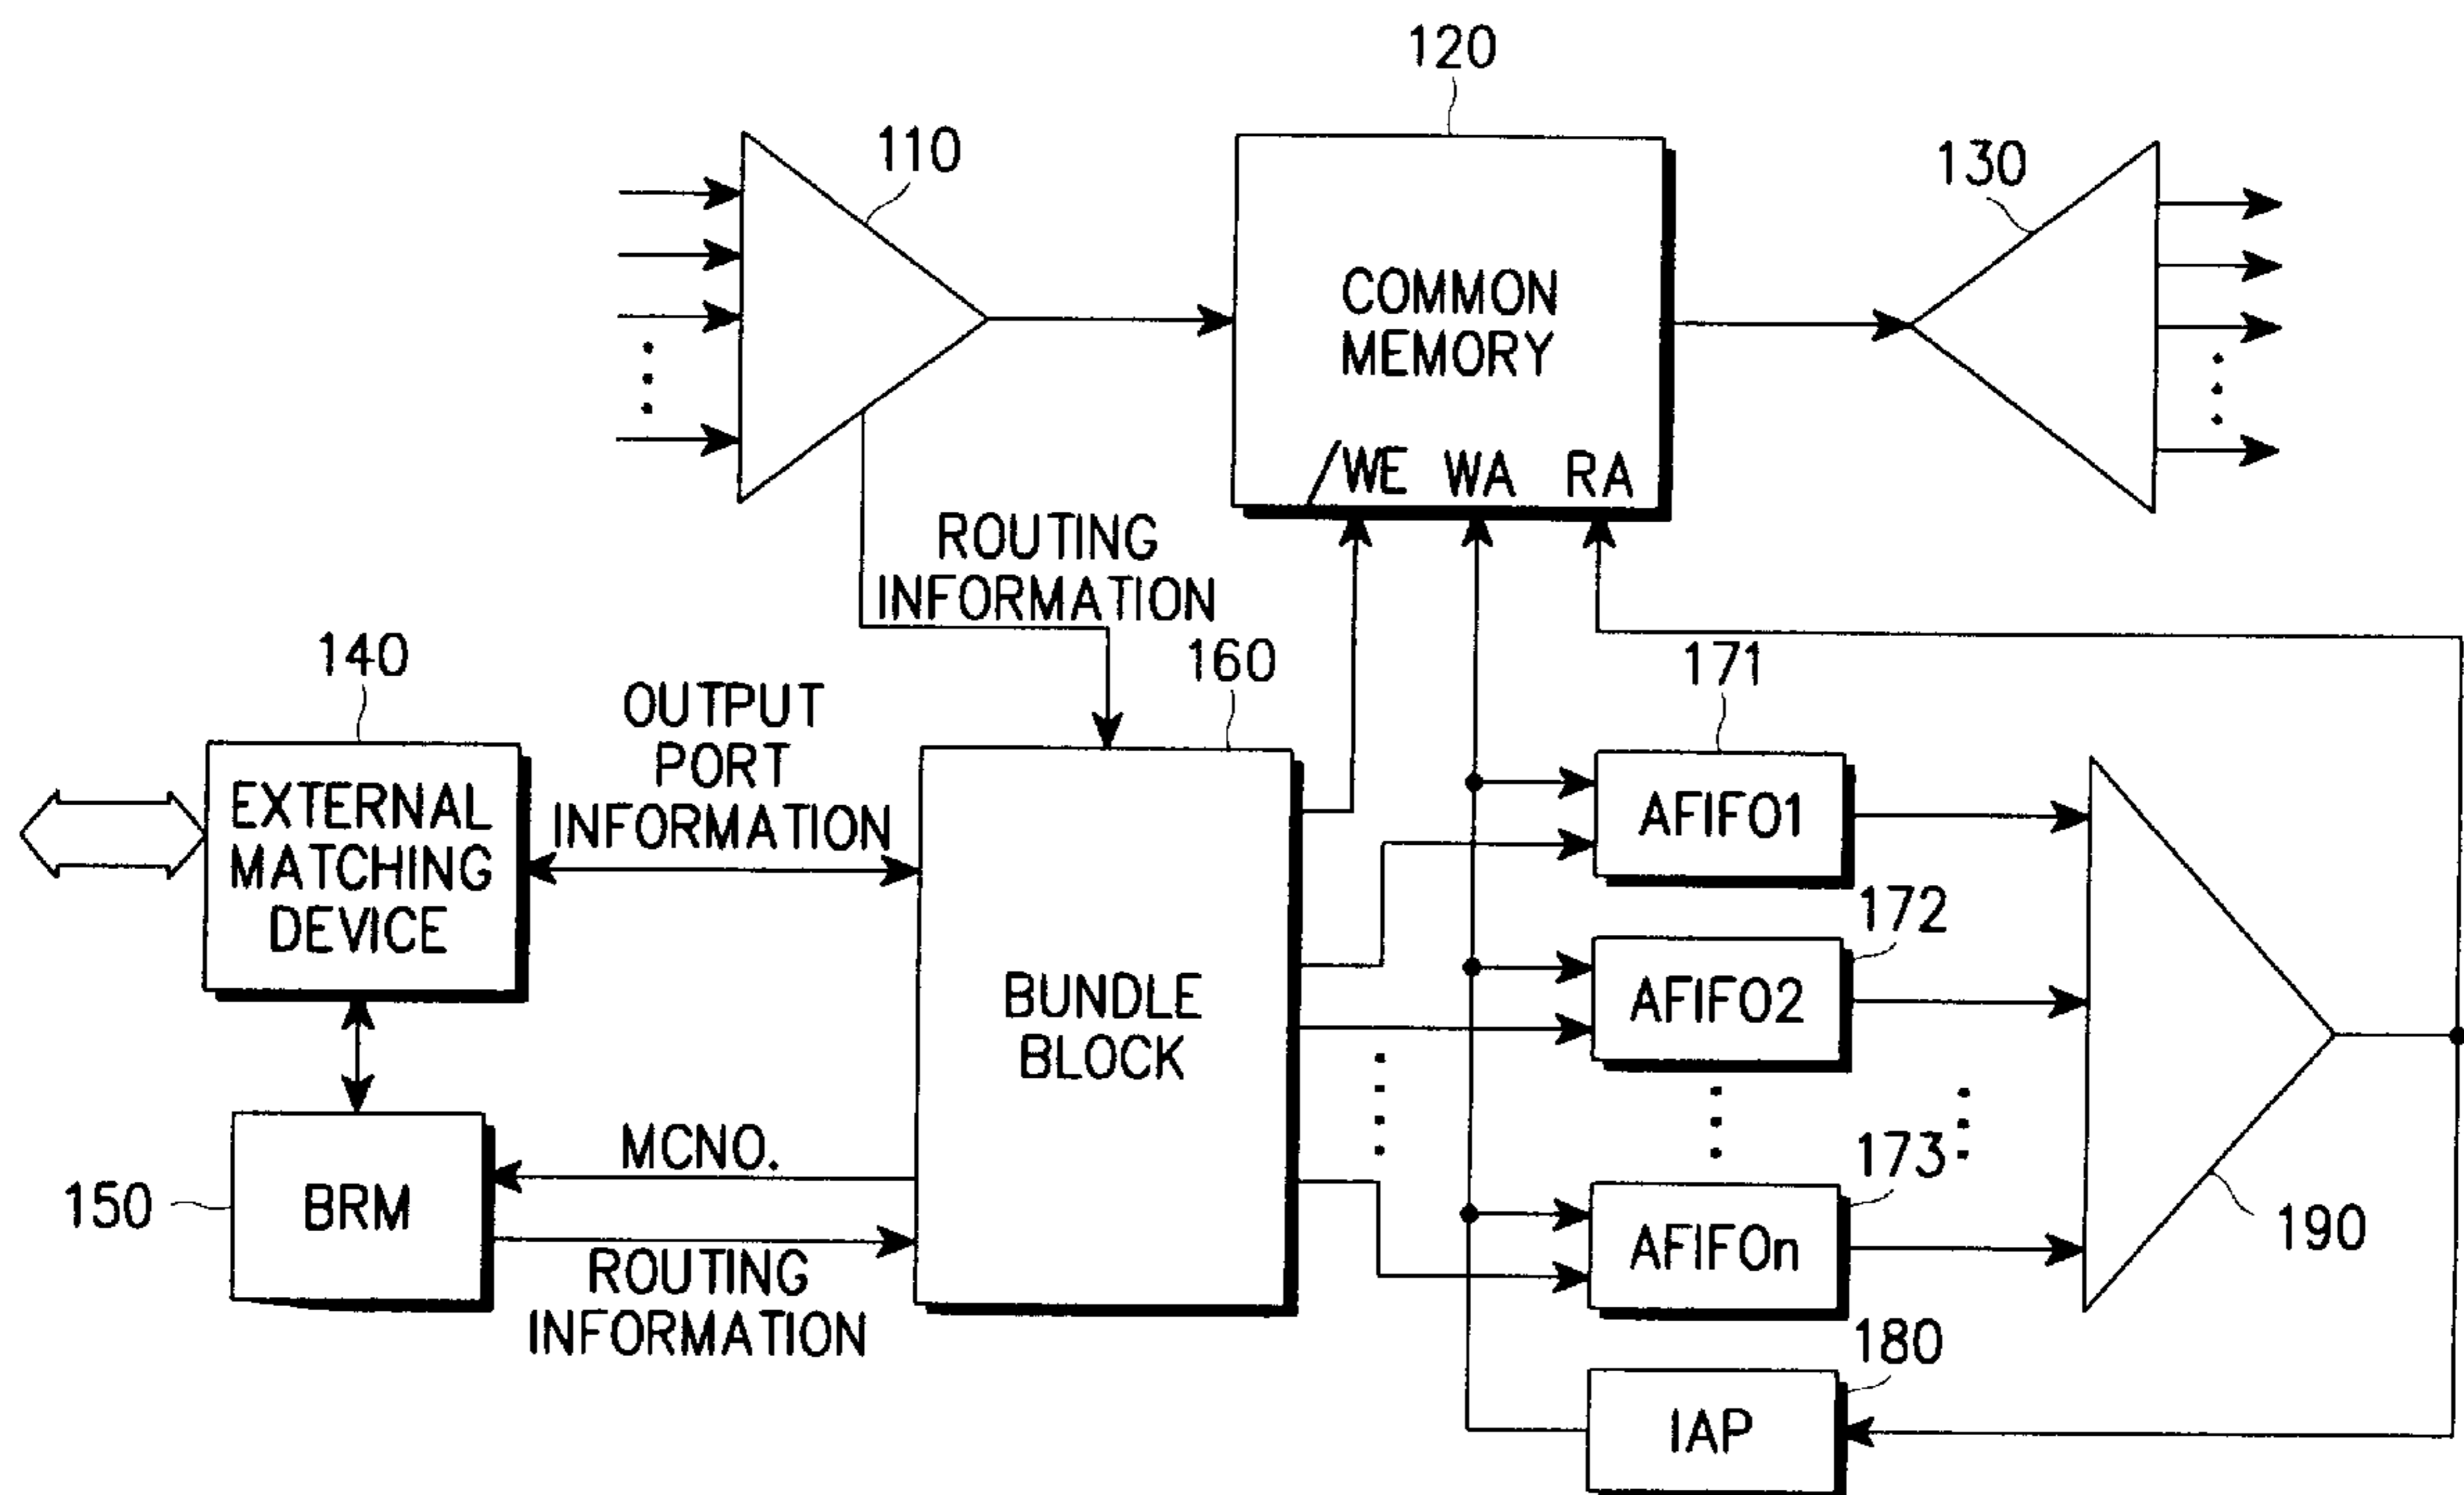 120
110
130
COMMON
MEMORY
/WE WA RA
ROUTING
INFORMATION
140
160
171
OUTPUT
PORT
INFORMATION
EXTERNAL
MATCHING
DEVICE
AFIFO1
172
AFIFO2
BUNDLE
BLOCK
MCNO.
173
150
BRM
AFIFOn
190
ROUTING
INFORMATION
180
IAP